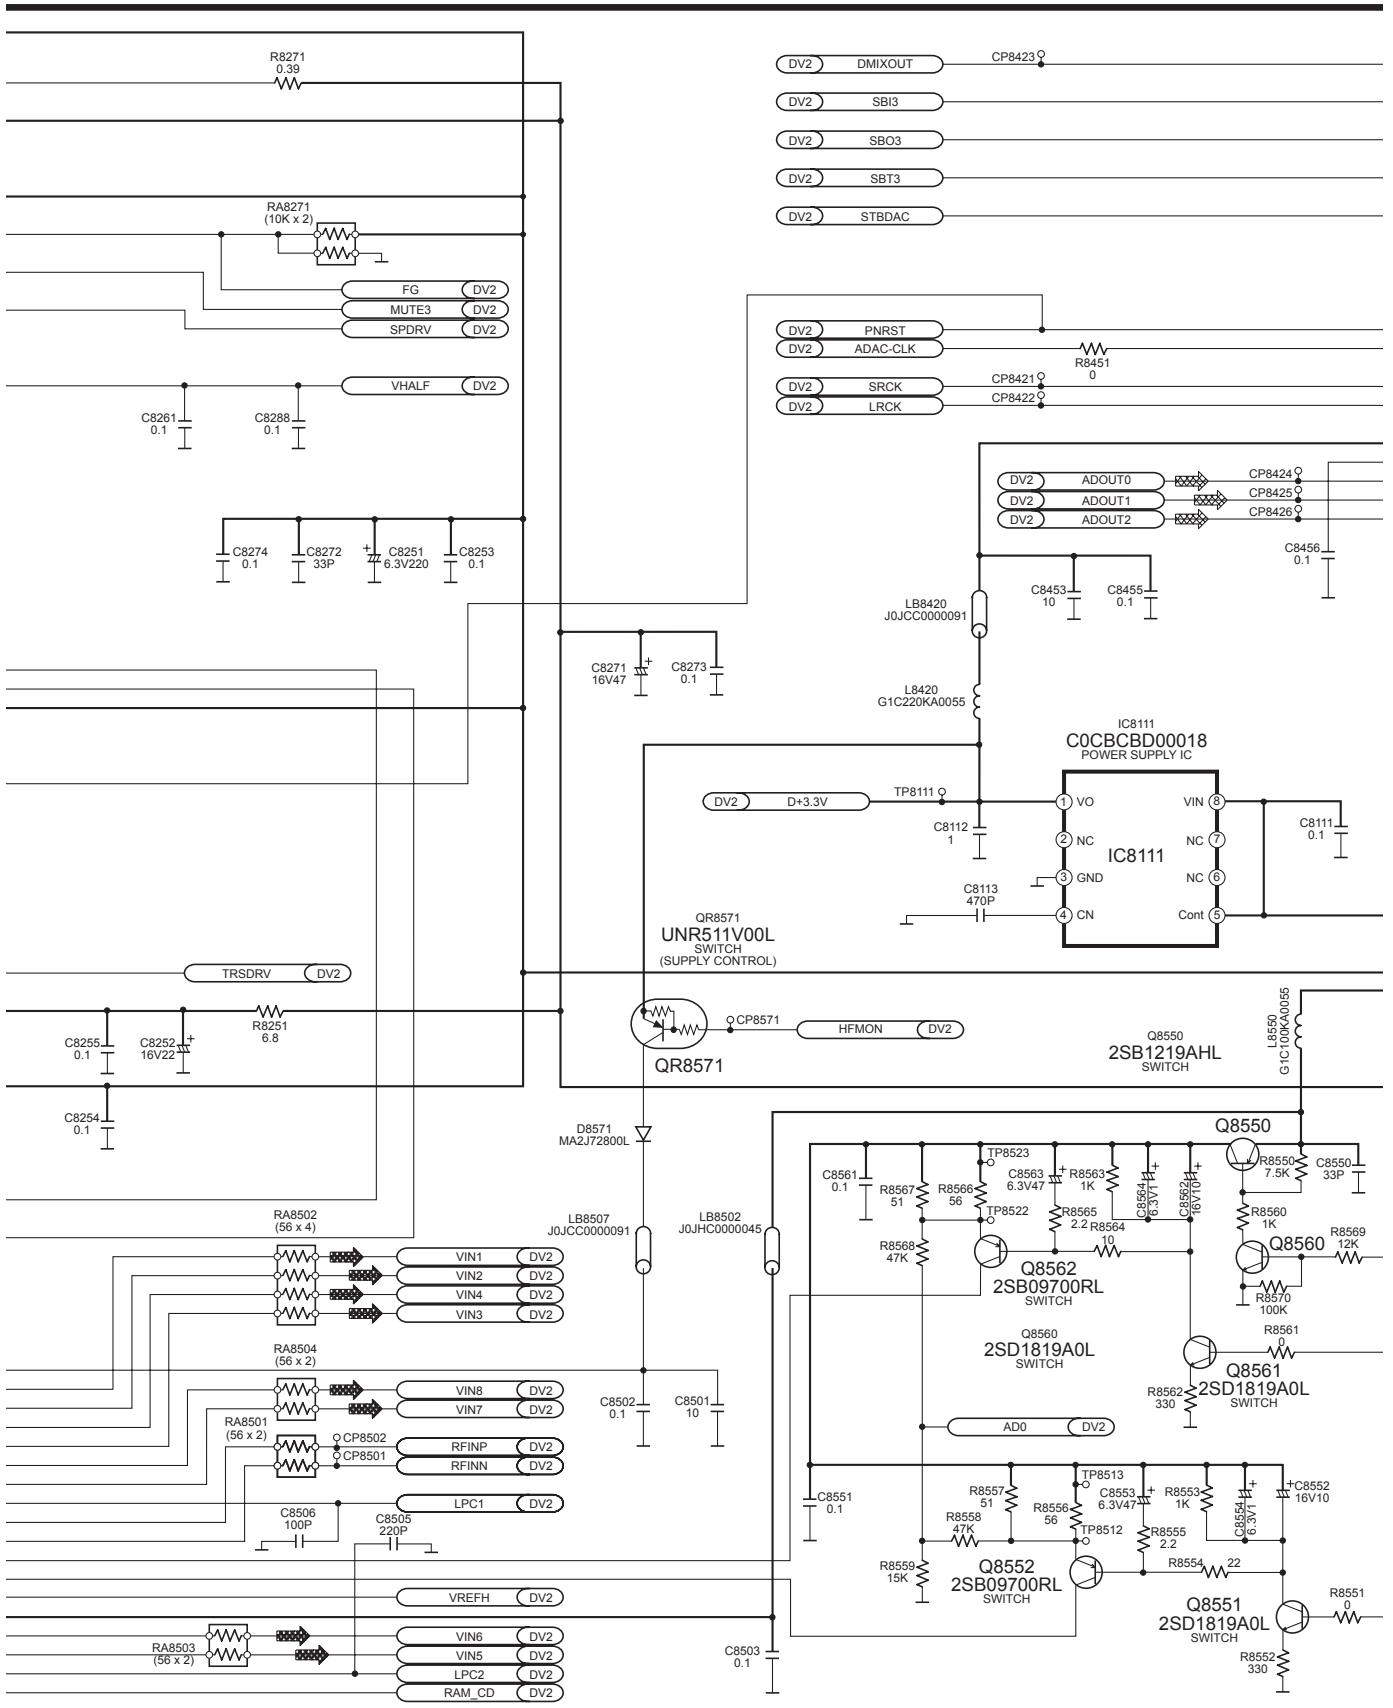 R8271
0.39
DV2 DMIXOUT
CP8423
DV2 SBI3
DV2 SBO3
DV2 SBT3
DV2 STBDAC
RA8271
(10K x 2)
FG DV2
MUTE3 DV2
SPDRV DV2
DV2 PNRST
DV2 ADAC-CLK
R8451
0
VHALF DV2
DV2 SRCK
CP8421
DV2 LRCK
CP8422
C8261
0.1
C8288
0.1
DV2 ADOUT0
CP8424
DV2 ADOUT1
CP8425
DV2 ADOUT2
CP8426
C8274
0.1
C8272
33P
+
C8251
6.3V220
C8253
0.1
C8456
0.1
C8453
10
C8455
0.1
LB8420
J0JCC0000091
C8271
16V47
+
C8273
0.1
L8420
G1C220KA0055
IC8111
C0CBCBD00018
POWER SUPPLY IC
DV2 D+3.3V
TP8111
1 VO
VIN 8
C8112
1
2 NC
NC 7
C8111
0.1
IC8111
3 GND
NC 6
C8113
470P
4 CN
Cont 5
QR8571
UNR511V00L
SWITCH
(SUPPLY CONTROL)
TRSDRV DV2
R8251
6.8
C8255
0.1
C8252
16V22
+
CP8571
HFMON DV2
QR8571
Q8550
2SB1219AHL
SWITCH
L8550
G1C100KA0055
C8254
0.1
D8571
MA2J72800L
Q8550
C8561
0.1
R8567
51
R8566
56
TP8523
C8563
6.3V47
+
R8563
1K
C8564
6.3V1
+
C8562
16V10
+
R8550
7.5K
C8550
33P
TP8522
R8565
2.2
R8564
10
R8560
1K
Q8560
R8569
12K
RA8502
(56 x 4)
LB8507
J0JCC0000091
LB8502
J0JHC0000045
R8568
47K
Q8562
2SB09700RL
SWITCH
R8570
100K
VIN1 DV2
VIN2 DV2
VIN4 DV2
VIN3 DV2
Q8560
2SD1819A0L
SWITCH
R8561
0
Q8561
2SD1819A0L
SWITCH
R8562
330
RA8504
(56 x 2)
VIN8 DV2
VIN7 DV2
C8502
0.1
C8501
10
RA8501
(56 x 2)
CP8502
RFINP DV2
CP8501
RFINN DV2
AD0 DV2
LPC1 DV2
C8506
100P
C8505
220P
C8551
0.1
R8557
51
R8556
56
TP8513
C8553
6.3V47
+
R8553
1K
C8554
6.3V1
+
+
C8552
16V10
R8558
47K
TP8512
R8555
2.2
R8559
15K
Q8552
2SB09700RL
SWITCH
R8554
22
VREFH DV2
Q8551
2SD1819A0L
SWITCH
R8551
0
R8552
330
RA8503
(56 x 2)
VIN6 DV2
VIN5 DV2
LPC2 DV2
RAM_CD DV2
C8503
0.1